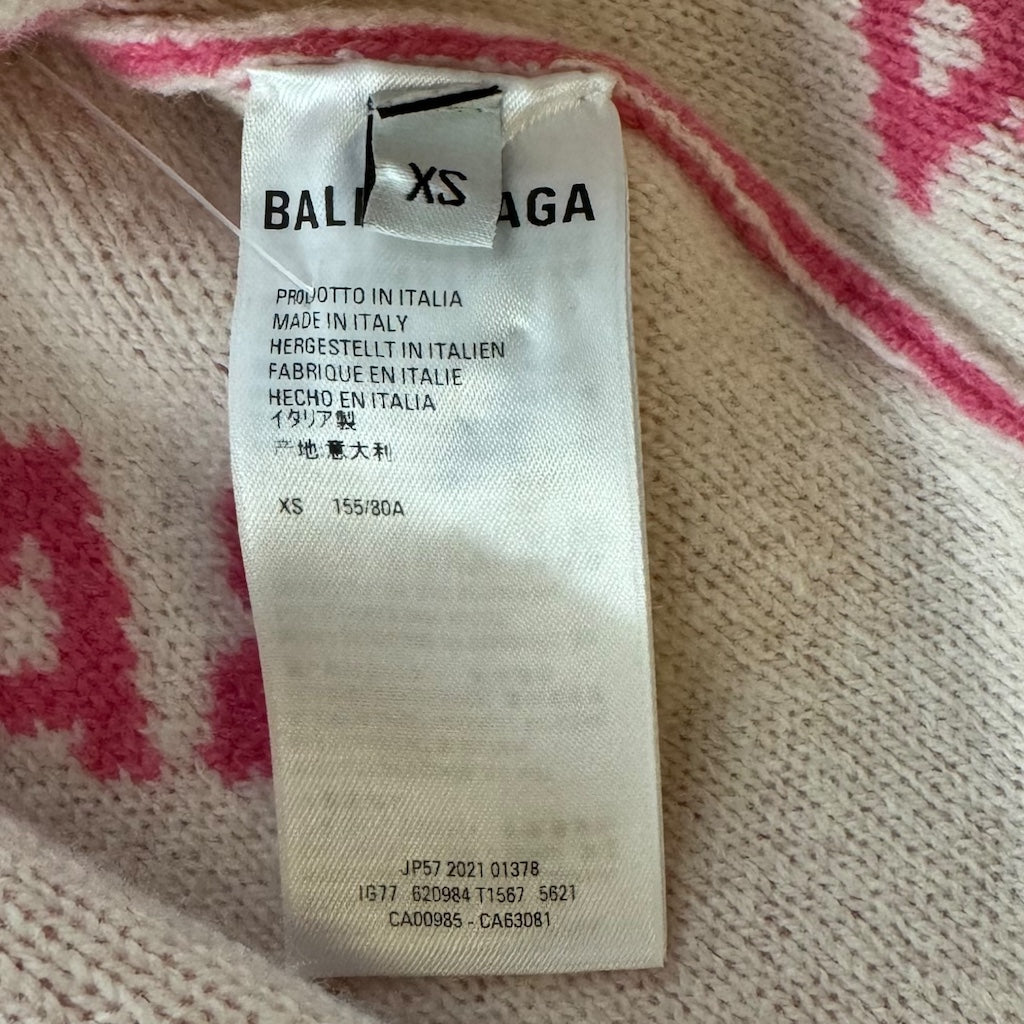 XS
BAL AGA
PRODOTTO IN ITALIA
MADE IN ITALY
HERGESTELLT IN ITALIEN
FABRIQUE EN ITALIE
HECHO EN ITALIA
イタリア製
产地:意大利
XS 155/80A
JP57 2021 01378
IG77 620984 T1567 5621
CA00985 - CA63081